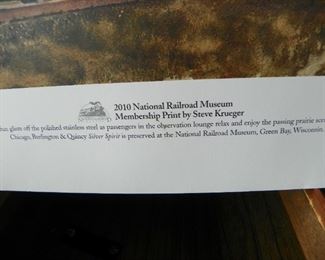 2010 National Railroad Museum
Membership Print by Steve Krueger
glints off the polished stainless steel as passengers in the observation lounge relax and enjoy the passing prairie
Chicago, Burlington & Quincy Silver Spirit is preserved at the National Railroad Museum, Green Bay, Wisconsin.